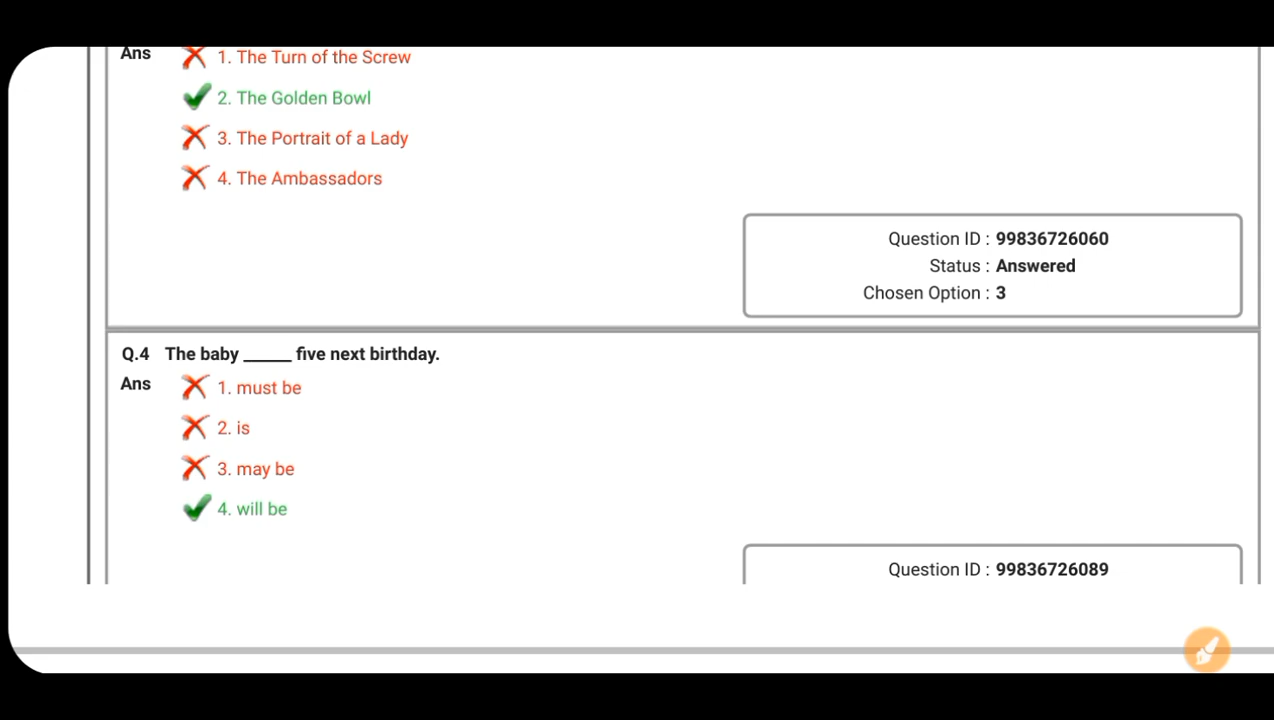 Ans 1. The Turn of the Screw
2. The Golden Bowl
3. The Portrait of a Lady
4. The Ambassadors
Question ID : 99836726060
Status : Answered
Chosen Option : 3
Q.4 The baby _____ five next birthday.
Ans 1. must be
2. is
3. may be
4. will be
Question ID : 99836726089